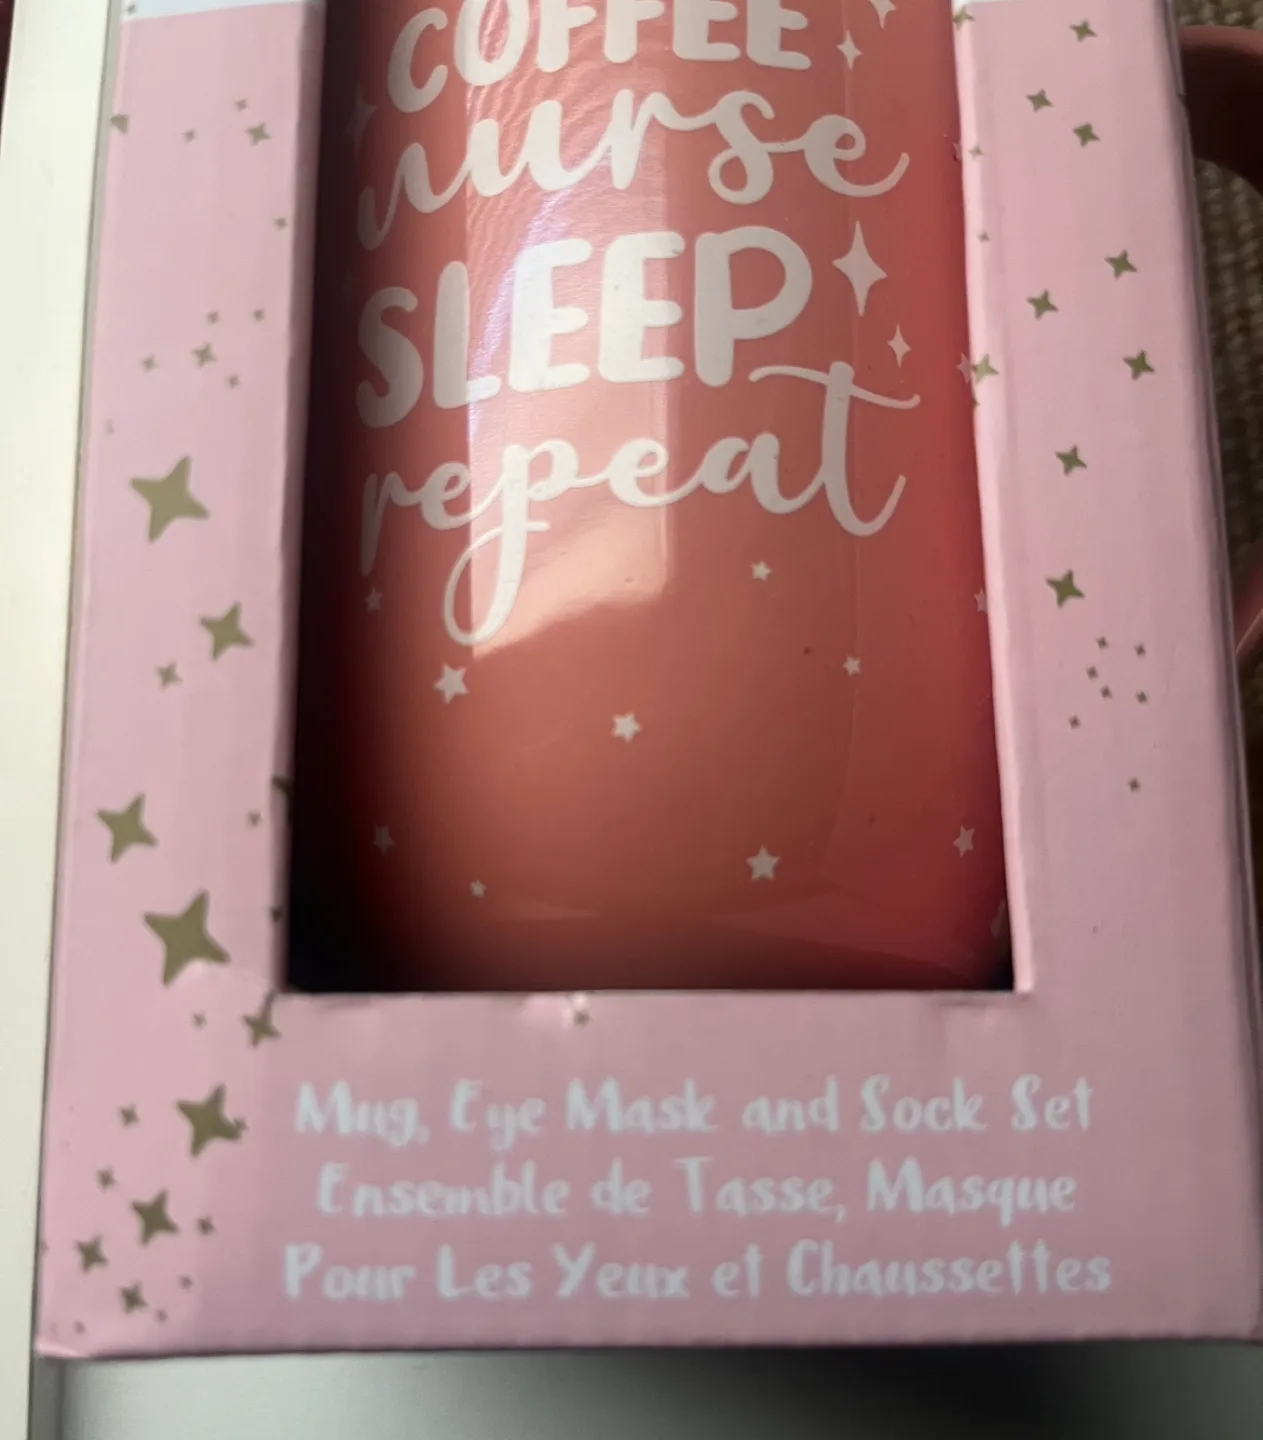 COFFEE
nurse
SLEEP
repeat
Mug, Eye Mask and Sock Set
Ensemble de Tasse, Masque
Pour Les Yeux et Chaussettes